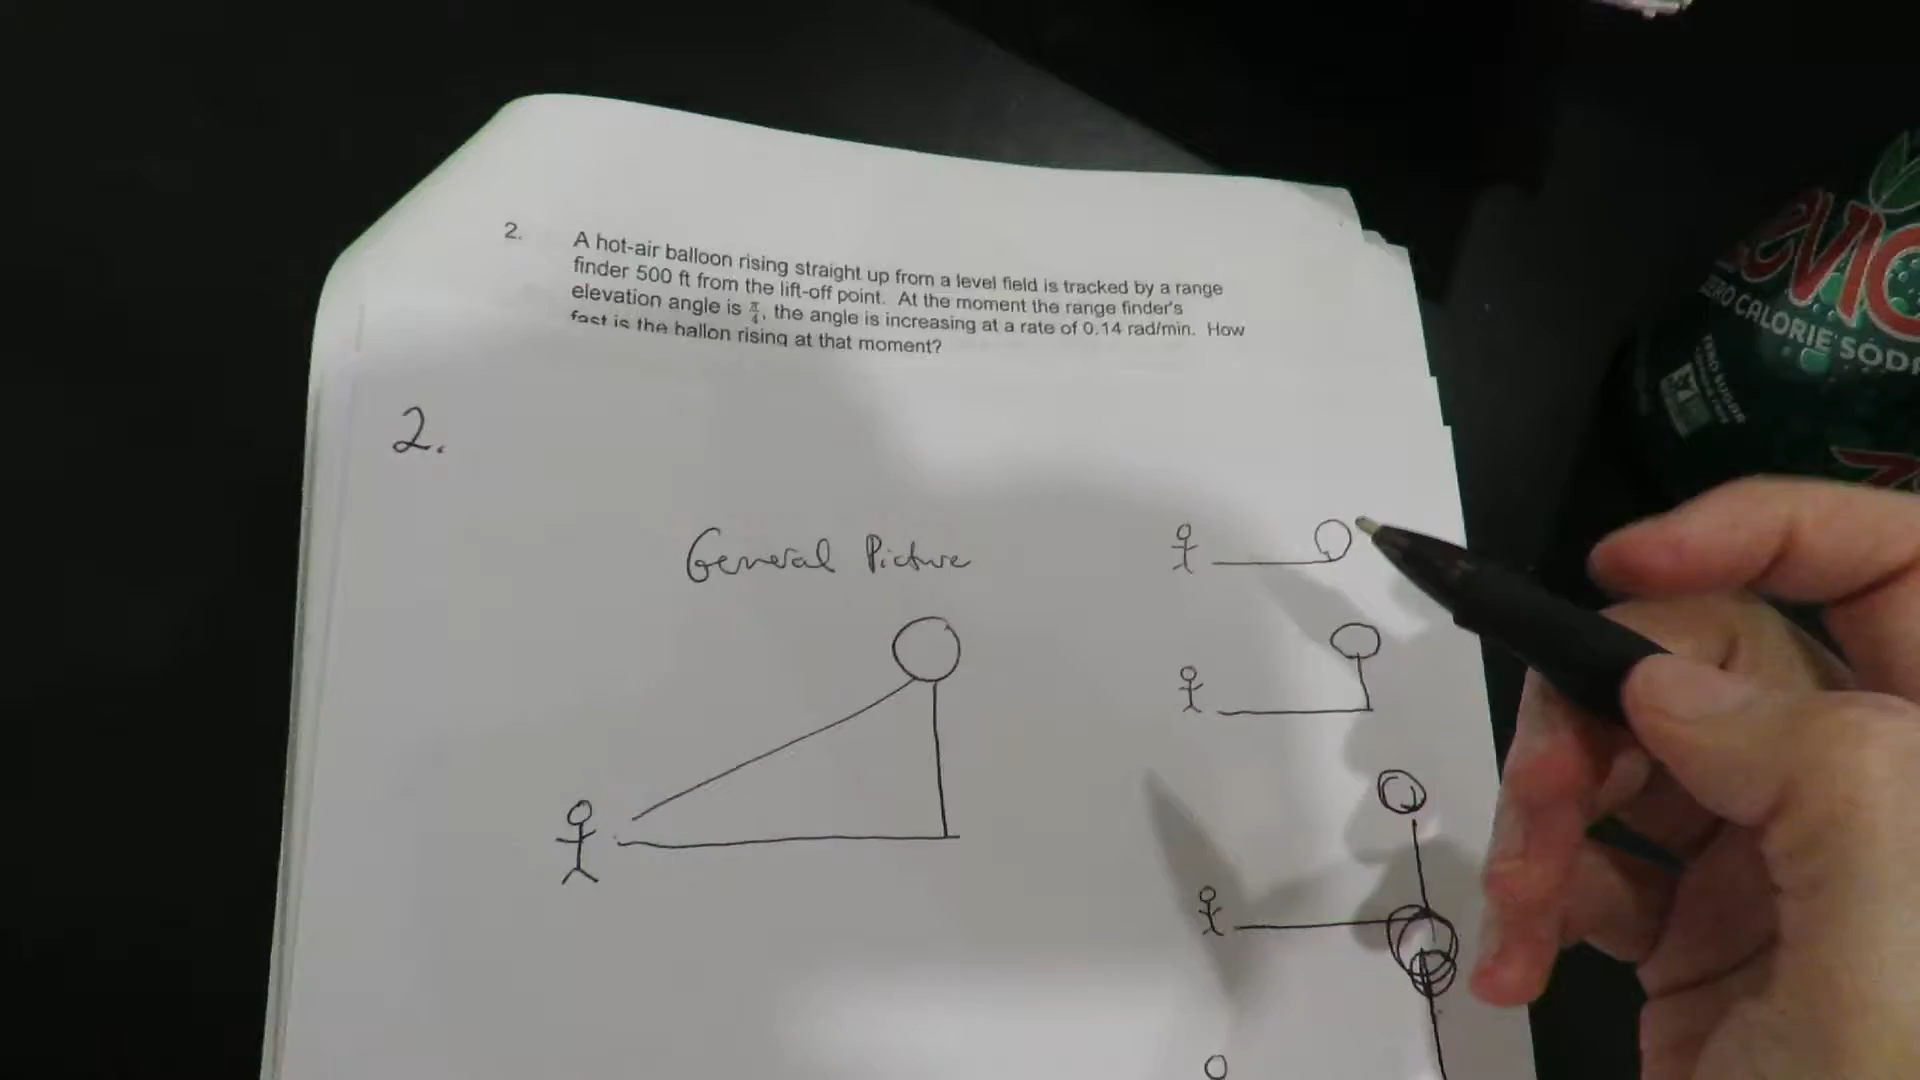 2. A hot-air balloon rising straight up from a level field is tracked by a range
finder 500 ft from the lift-off point. At the moment the range finder's
elevation angle is π/4, the angle is increasing at a rate of 0.14 rad/min. How
fast is the ballon rising at that moment?
2.
General Picture
ZERO CALORIE SODA
ZERO SUGAR